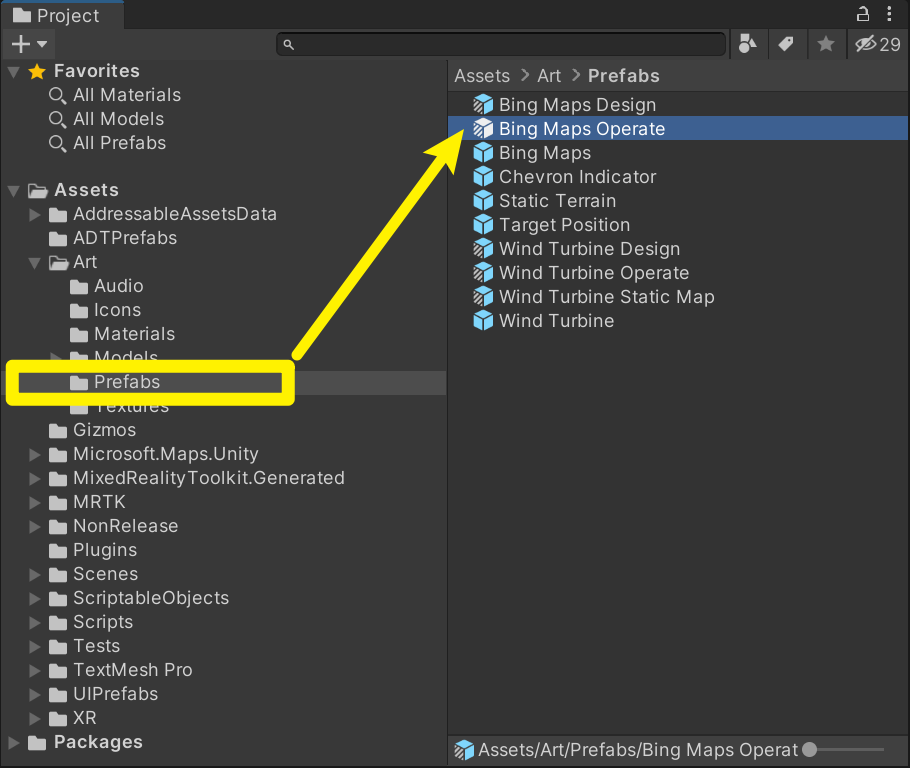 Project
29
Favorites
All Materials
All Models
All Prefabs
Assets
AddressableAssetsData
ADTPrefabs
Art
Audio
Icons
Materials
Models
Prefabs
Textures
Gizmos
Microsoft.Maps.Unity
MixedRealityToolkit.Generated
MRTK
NonRelease
Plugins
Scenes
ScriptableObjects
Scripts
Tests
TextMesh Pro
UIPrefabs
XR
Packages
Assets > Art > Prefabs
Bing Maps Design
Bing Maps Operate
Bing Maps
Chevron Indicator
Static Terrain
Target Position
Wind Turbine Design
Wind Turbine Operate
Wind Turbine Static Map
Wind Turbine
Assets/Art/Prefabs/Bing Maps Operat